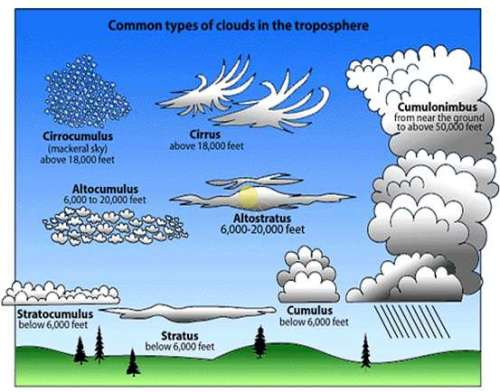 Common types of clouds in the troposphere
Cirrocumulus
(mackeral sky)
above 18,000 feet
Cirrus
above 18,000 feet
Cumulonimbus
from near the ground
to above 50,000 feet
Altocumulus
6,000 to 20,000 feet
Altostratus
6,000-20,000 feet
Stratocumulus
below 6,000 feet
Stratus
below 6,000 feet
Cumulus
below 6,000 feet